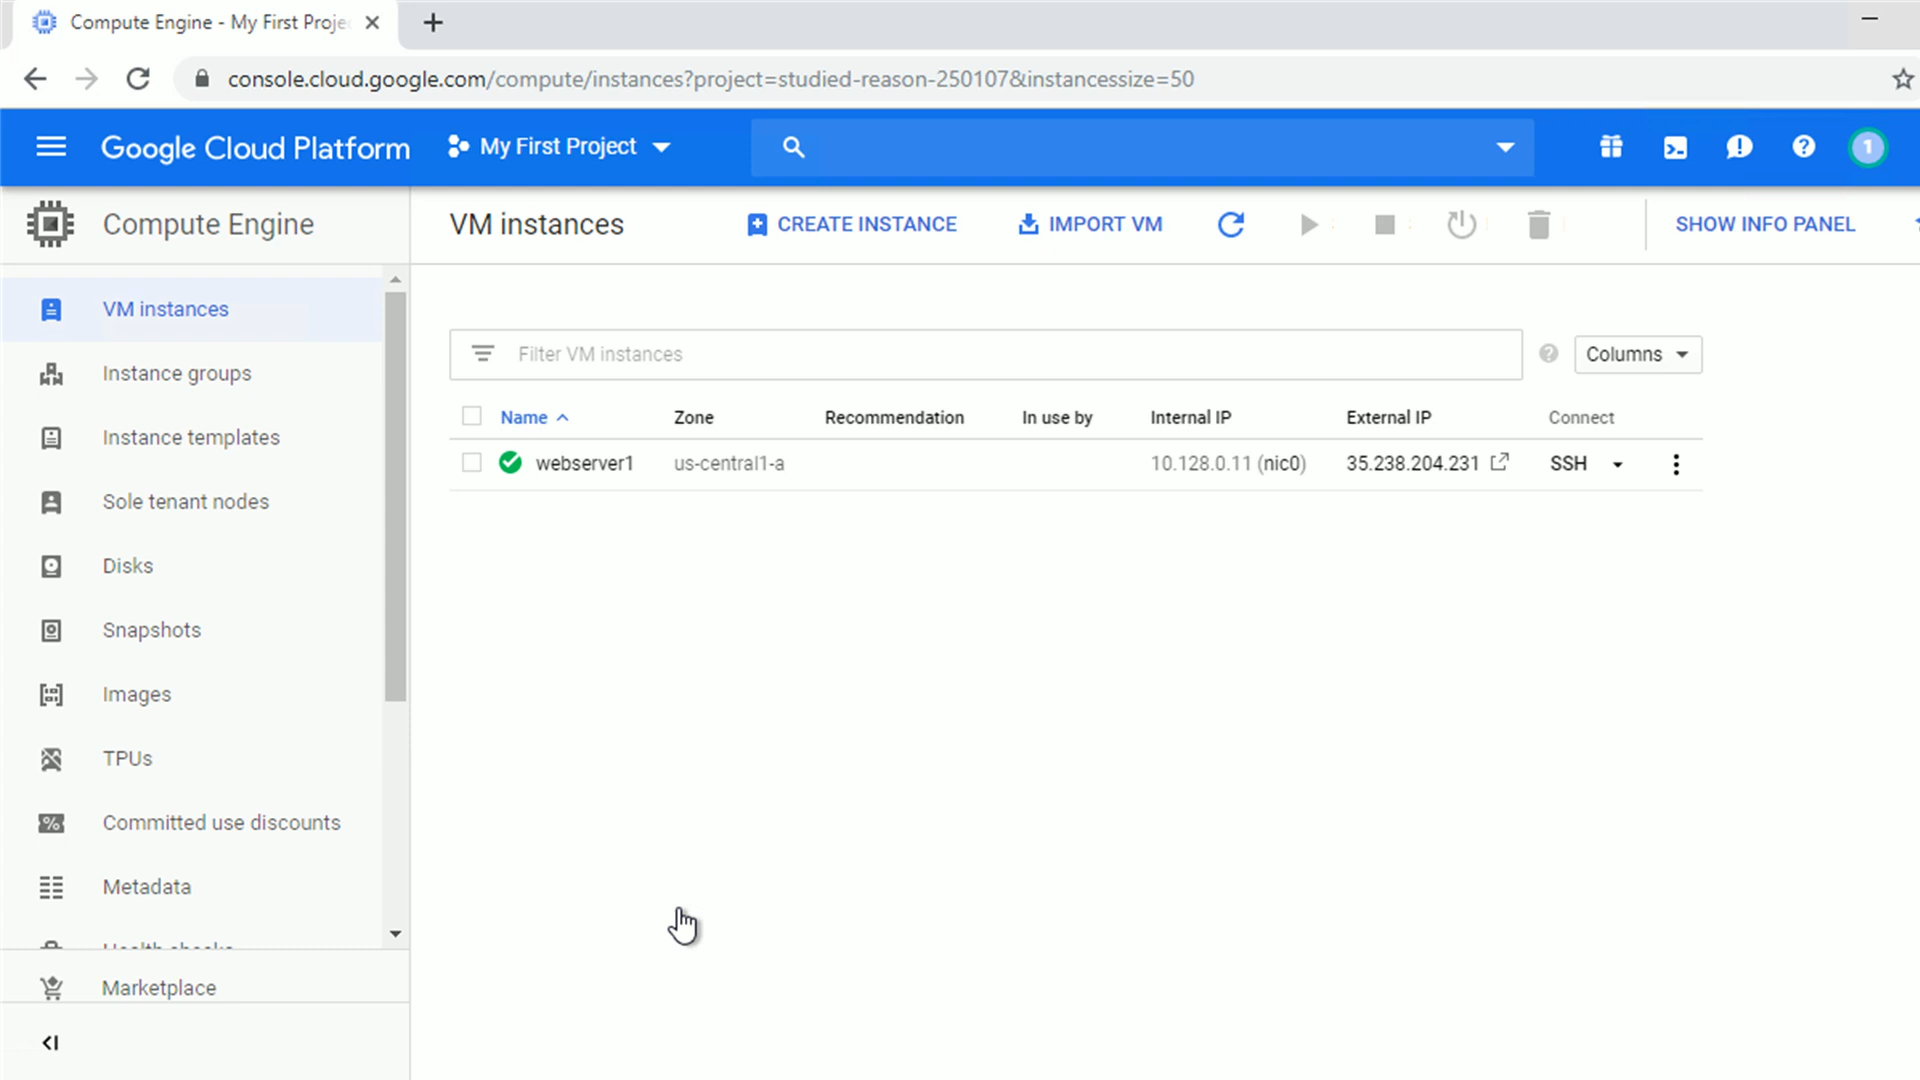 Compute Engine - My First Proje
console.cloud.google.com/compute/instances?project=studied-reason-250107&instancessize=50
Google Cloud Platform
My First Project
1
Compute Engine
VM instances
CREATE INSTANCE
IMPORT VM
SHOW INFO PANEL
VM instances
Instance groups
Instance templates
Sole tenant nodes
Disks
Snapshots
Images
TPUs
Committed use discounts
Metadata
Health checks
Marketplace
Filter VM instances
Columns
Name Zone Recommendation In use by Internal IP External IP Connect
webserver1 us-central1-a 10.128.0.11 (nic0) 35.238.204.231 SSH